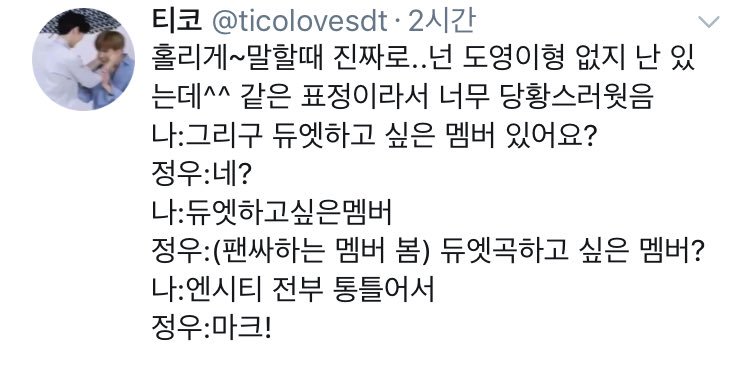 티코 @ticolovesdt · 2시간
홀리게~말할때 진짜로..넌 도영이형 없지 난 있
는데^^ 같은 표정이라서 너무 당황스러웟음
나:그리구 듀엣하고 싶은 멤버 있어요?
정우:네?
나:듀엣하고싶은멤버
정우:(팬싸하는 멤버 봄) 듀엣곡하고 싶은 멤버?
나:엔시티 전부 통틀어서
정우:마크!